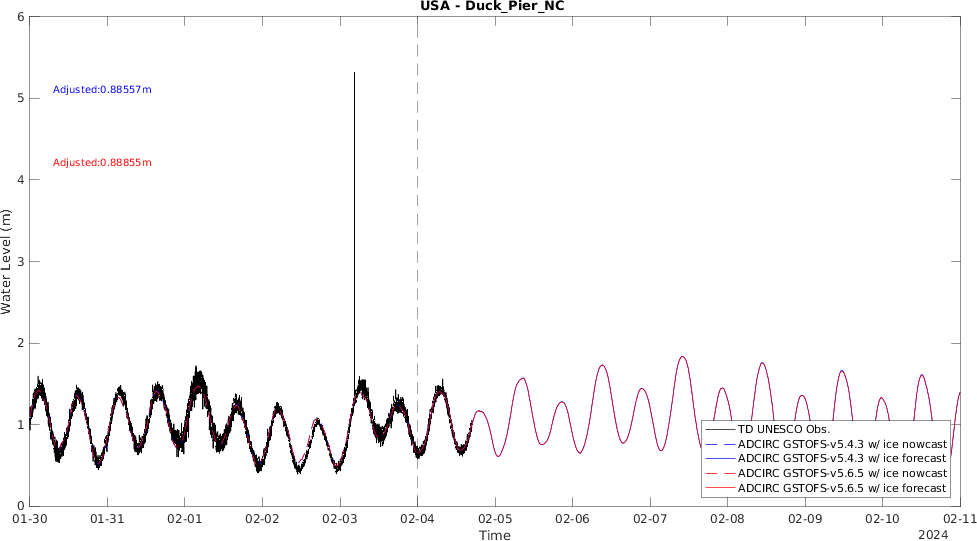 USA - Duck_Pier_NC
6
5
4
3
2
1
0
Water Level (m)
Adjusted:0.88557m
Adjusted:0.88855m
TD UNESCO Obs.
ADCIRC GSTOFS-v5.4.3 w/ ice nowcast
ADCIRC GSTOFS-v5.4.3 w/ ice forecast
ADCIRC GSTOFS-v5.6.5 w/ ice nowcast
ADCIRC GSTOFS-v5.6.5 w/ ice forecast
01-30 01-31 02-01 02-02 02-03 02-04 02-05 02-06 02-07 02-08 02-09 02-10 02-11
Time
2024